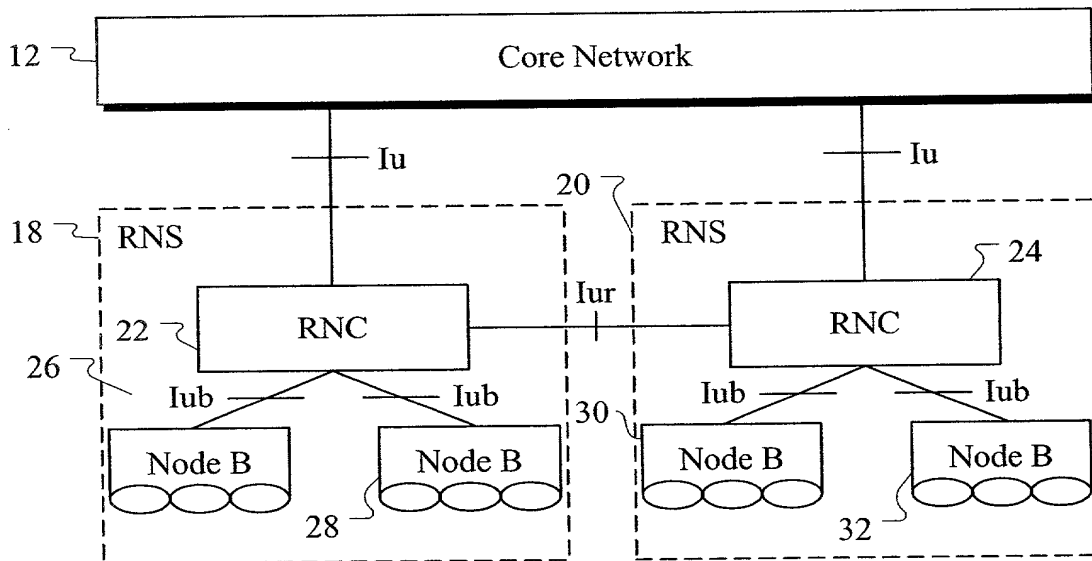 12
Core Network
Iu
Iu
18
RNS
20
RNS
24
22
RNC
Iur
RNC
26
Iub
Iub
30
Iub
Iub
Node B
Node B
Node B
Node B
28
32